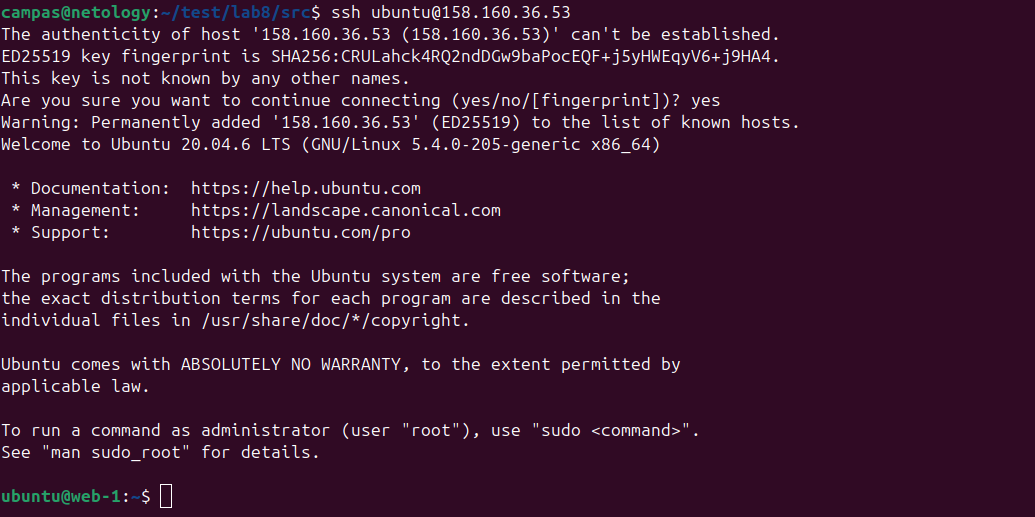 campas@netology:~/test/lab8/src$ ssh ubuntu@158.160.36.53
The authenticity of host '158.160.36.53 (158.160.36.53)' can't be established.
ED25519 key fingerprint is SHA256:CRULahck4RQ2ndDGw9baPocEQF+j5yHWEqyV6+j9HA4.
This key is not known by any other names.
Are you sure you want to continue connecting (yes/no/[fingerprint])? yes
Warning: Permanently added '158.160.36.53' (ED25519) to the list of known hosts.
Welcome to Ubuntu 20.04.6 LTS (GNU/Linux 5.4.0-205-generic x86_64)
* Documentation:  https://help.ubuntu.com
* Management:     https://landscape.canonical.com
* Support:        https://ubuntu.com/pro
The programs included with the Ubuntu system are free software;
the exact distribution terms for each program are described in the
individual files in /usr/share/doc/*/copyright.
Ubuntu comes with ABSOLUTELY NO WARRANTY, to the extent permitted by
applicable law.
To run a command as administrator (user "root"), use "sudo <command>".
See "man sudo_root" for details.
ubuntu@web-1:~$